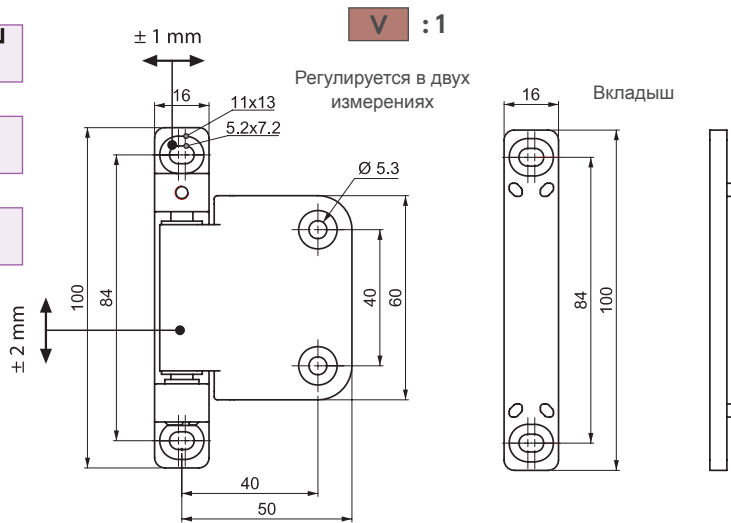 V : 1
± 1 mm
Регулируется в двух
измерениях
Вкладыш
16
11x13
5.2x7.2
Ø 5.3
16
100
84
40
60
84
100
± 2 mm
40
50